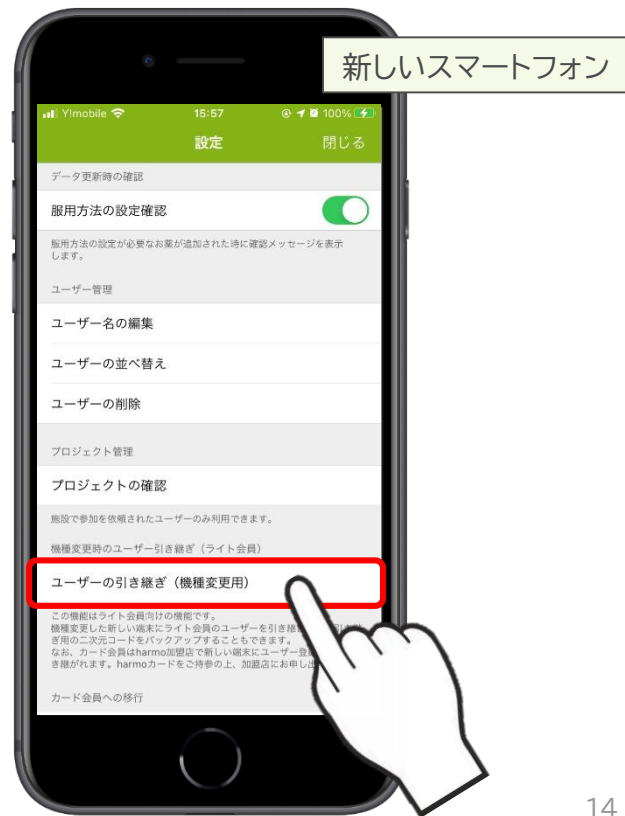 新しいスマートフォン
Y!mobile 15:57 100%
設定 閉じる
データ更新時の確認
服用方法の設定確認
服用方法の設定が必要なお薬が追加された時に確認メッセージを表示
します。
ユーザー管理
ユーザー名の編集
ユーザーの並べ替え
ユーザーの削除
プロジェクト管理
プロジェクトの確認
施設で参加を依頼されたユーザーのみ利用できます。
機種変更時のユーザー引き継ぎ（ライト会員）
ユーザーの引き継ぎ（機種変更用）
この機能はライト会員向けの機能です。
機種変更した新しい端末にライト会員のユーザーを引き継
ぎ用の二次元コードをバックアップすることもできます。
なお、カード会員はharmo加盟店で新しい端末にユーザー登
き継がれます。harmoカードをご持参の上、加盟店にお申し出
カード会員への移行
14